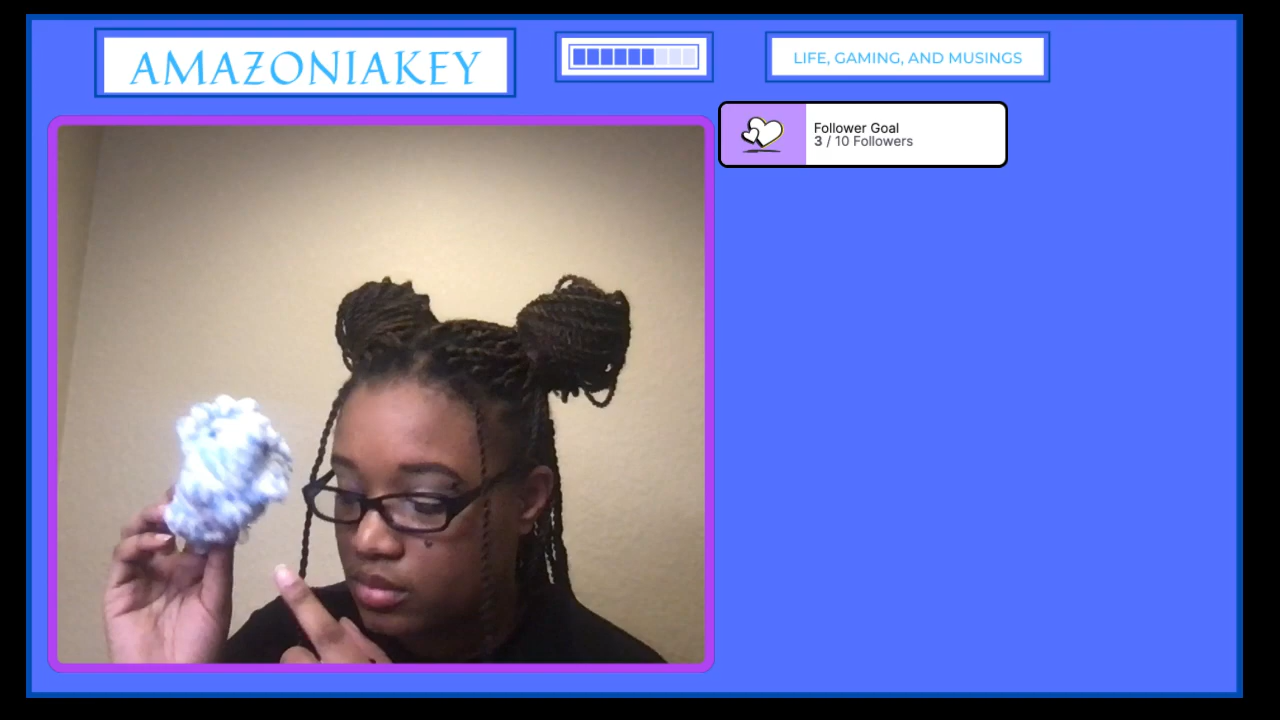 AMAZONIAKEY
LIFE, GAMING, AND MUSINGS
Follower Goal
3 / 10 Followers